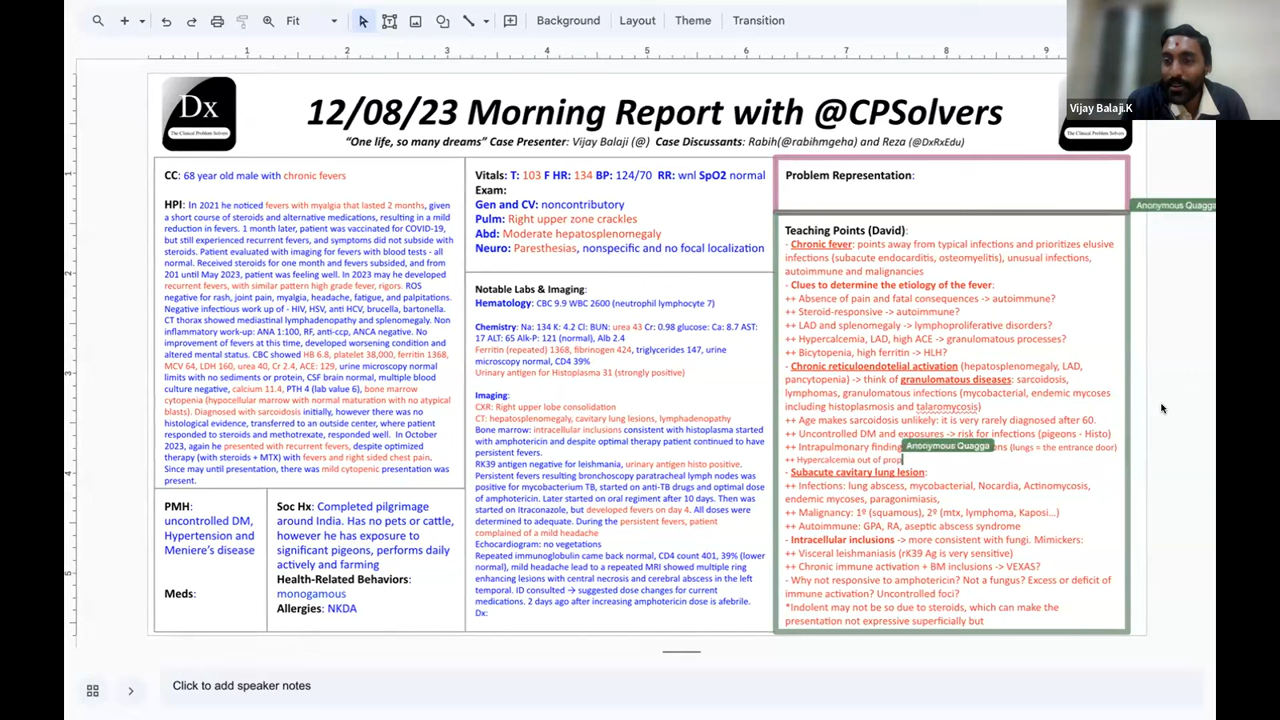 Fit
Background
Layout
Theme
Transition
1
2
3
4
5
6
7
8
9
Vijay Balaji.K
Dx
The Clinical Problem Solvers
12/08/23 Morning Report with @CPSolvers
“One life, so many dreams” Case Presenter: Vijay Balaji (@) Case Discussants: Rabih(@rabihmgeha) and Reza (@DxRxEdu)
The Clinical Problem Solvers
1
2
3
4
5
CC: 68 year old male with chronic fevers
HPI: In 2021 he noticed fevers with myalgia that lasted 2 months, given
a short course of steroids and alternative medications, resulting in a mild
reduction in fevers. 1 month later, patient was vaccinated for COVID-19,
but still experienced recurrent fevers, and symptoms did not subside with
steroids. Patient evaluated with imaging for fevers with blood tests - all
normal. Received steroids for one month and fevers subsided, and from
201 until May 2023, patient was feeling well. In 2023 may he developed
recurrent fevers, with similar pattern high grade fever, rigors. ROS
negative for rash, joint pain, myalgia, headache, fatigue, and palpitations.
Negative infectious work up of - HIV, HSV, anti HCV, brucella, bartonella.
CT thorax showed mediastinal lymphadenopathy and splenomegaly. Non
inflammatory work-up: ANA 1:100, RF, anti-ccp, ANCA negative. No
improvement of fevers at this time, developed worsening condition and
altered mental status. CBC showed HB 6.8, platelet 38,000, ferritin 1368,
MCV 64, LDH 160, urea 40, Cr 2.4, ACE: 129, urine microscopy normal
limits with no sediments or protein, CSF brain normal, multiple blood
culture negative, calcium 11.4, PTH 4 (lab value 6), bone marrow
cytopenia (hypocellular marrow with normal maturation with no atypical
blasts). Diagnosed with sarcoidosis initially, however there was no
histological evidence, transferred to an outside center, where patient
responded to steroids and methotrexate, responded well. In October
2023, again he presented with recurrent fevers, despite optimized
therapy (with steroids + MTX) with fevers and right sided chest pain.
Since may until presentation, there was mild cytopenic presentation was
present.
PMH:
uncontrolled DM,
Hypertension and
Meniere’s disease
Meds:
Soc Hx: Completed pilgrimage
around India. Has no pets or cattle,
however he has exposure to
significant pigeons, performs daily
actively and farming
Health-Related Behaviors:
monogamous
Allergies: NKDA
Vitals: T: 103 F HR: 134 BP: 124/70 RR: wnl SpO2 normal
Exam:
Gen and CV: noncontributory
Pulm: Right upper zone crackles
Abd: Moderate hepatosplenomegaly
Neuro: Paresthesias, nonspecific and no focal localization
Notable Labs & Imaging:
Hematology: CBC 9.9 WBC 2600 (neutrophil lymphocyte 7)
Chemistry: Na: 134 K: 4.2 Cl: BUN: urea 43 Cr: 0.98 glucose: Ca: 8.7 AST:
17 ALT: 65 Alk-P: 121 (normal), Alb 2.4
Ferritin (repeated) 1368, fibrinogen 424, triglycerides 147, urine
microscopy normal, CD4 39%
Urinary antigen for Histoplasma 31 (strongly positive)
Imaging:
CXR: Right upper lobe consolidation
CT: hepatosplenomegaly, cavitary lung lesions, lymphadenopathy
Bone marrow: intracellular inclusions consistent with histoplasma started
with amphotericin and despite optimal therapy patient continued to have
persistent fevers.
RK39 antigen negative for leishmania, urinary antigen histo positive.
Persistent fevers resulting bronchoscopy paratracheal lymph nodes was
positive for mycobacterium TB, started on anti-TB drugs and optimal dose
of amphotericin. Later started on oral regiment after 10 days. Then was
started on Itraconazole, but developed fevers on day 4. All doses were
determined to adequate. During the persistent fevers, patient
complained of a mild headache
Echocardiogram: no vegetations
Repeated immunoglobulin came back normal, CD4 count 401, 39% (lower
normal), mild headache lead to a repeated MRI showed multiple ring
enhancing lesions with central necrosis and cerebral abscess in the left
temporal. ID consulted → suggested dose changes for current
medications. 2 days ago after increasing amphotericin dose is afebrile.
Dx:
Problem Representation:
Anonymous Quagga
Teaching Points (David):
- Chronic fever: points away from typical infections and prioritizes elusive
infections (subacute endocarditis, osteomyelitis), unusual infections,
autoimmune and malignancies
- Clues to determine the etiology of the fever:
++ Absence of pain and fatal consequences -> autoimmune?
++ Steroid-responsive -> autoimmune?
++ LAD and splenomegaly -> lymphoproliferative disorders?
++ Hypercalcemia, LAD, high ACE -> granulomatous processes?
++ Bicytopenia, high ferritin -> HLH?
- Chronic reticuloendotelial activation (hepatosplenomegaly, LAD,
pancytopenia) -> think of granulomatous diseases: sarcoidosis,
lymphomas, granulomatous infections (mycobacterial, endemic mycoses
including histoplasmosis and talaromycosis)
++ Age makes sarcoidosis unlikely: it is very rarely diagnosed after 60.
++ Uncontrolled DM and exposures -> risk for infections (pigeons - Histo)
Anonymous Quagga
++ Intrapulmonary finding (lungs = the entrance door)
++ Hypercalcemia out of prop
- Subacute cavitary lung lesion:
++ Infections: lung abscess, mycobacterial, Nocardia, Actinomycosis,
endemic mycoses, paragonimiasis,
++ Malignancy: 1º (squamous), 2º (mtx, lymphoma, Kaposi...)
++ Autoimmune: GPA, RA, aseptic abscess syndrome
- Intracellular inclusions -> more consistent with fungi. Mimickers:
++ Visceral leishmaniasis (rK39 Ag is very sensitive)
++ Chronic immune activation + BM inclusions -> VEXAS?
- Why not responsive to amphotericin? Not a fungus? Excess or deficit of
immune activation? Uncontrolled foci?
*Indolent may not be so due to steroids, which can make the
presentation not expressive superficially but
Click to add speaker notes